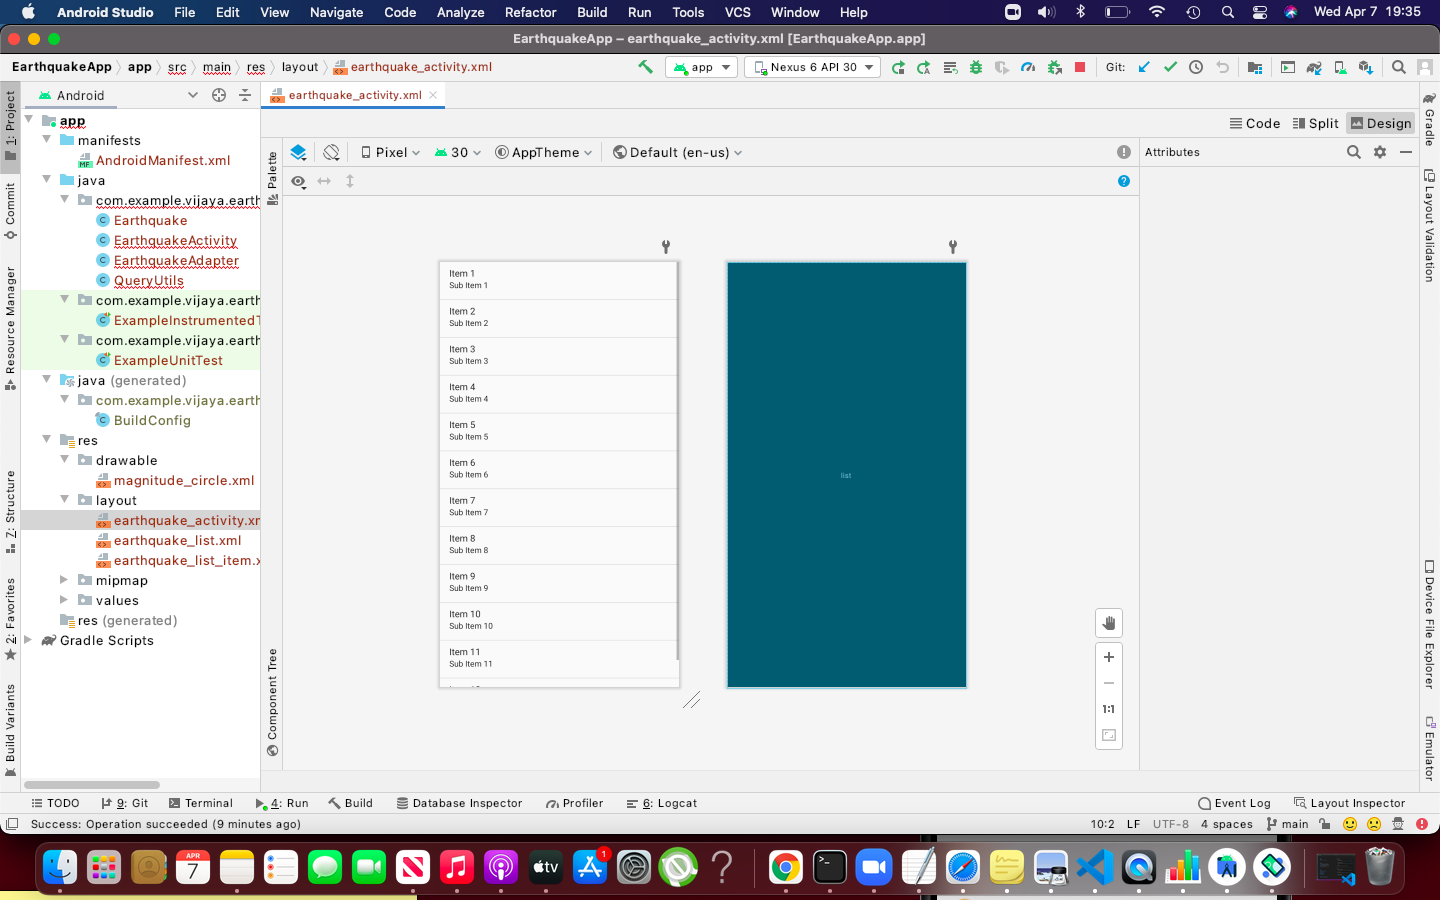 Android Studio File Edit View Navigate Code Analyze Refactor Build Run Tools VCS Window Help Wed Apr 7 19:35
EarthquakeApp – earthquake_activity.xml [EarthquakeApp.app]
EarthquakeApp app src main res layout earthquake_activity.xml app Nexus 6 API 30 Git:
1: Project
Commit
Resource Manager
Z: Structure
2: Favorites
Build Variants
Android
app
manifests
AndroidManifest.xml
java
com.example.vijaya.earth
Earthquake
EarthquakeActivity
EarthquakeAdapter
QueryUtils
com.example.vijaya.earth
ExampleInstrumentedT
com.example.vijaya.earth
ExampleUnitTest
java (generated)
com.example.vijaya.earth
BuildConfig
res
drawable
magnitude_circle.xml
layout
earthquake_activity.xm
earthquake_list.xml
earthquake_list_item.x
mipmap
values
res (generated)
Gradle Scripts
earthquake_activity.xml
Code Split Design
Palette
Component Tree
Pixel 30 AppTheme Default (en-us)
Attributes
Item 1
Sub Item 1
Item 2
Sub Item 2
Item 3
Sub Item 3
Item 4
Sub Item 4
Item 5
Sub Item 5
Item 6
Sub Item 6
Item 7
Sub Item 7
Item 8
Sub Item 8
Item 9
Sub Item 9
Item 10
Sub Item 10
Item 11
Sub Item 11
list
1:1
Gradle
Layout Validation
Device File Explorer
Emulator
TODO 9: Git Terminal 4: Run Build Database Inspector Profiler 6: Logcat Event Log Layout Inspector
Success: Operation succeeded (9 minutes ago) 10:2 LF UTF-8 4 spaces main
APR
7
tv
1